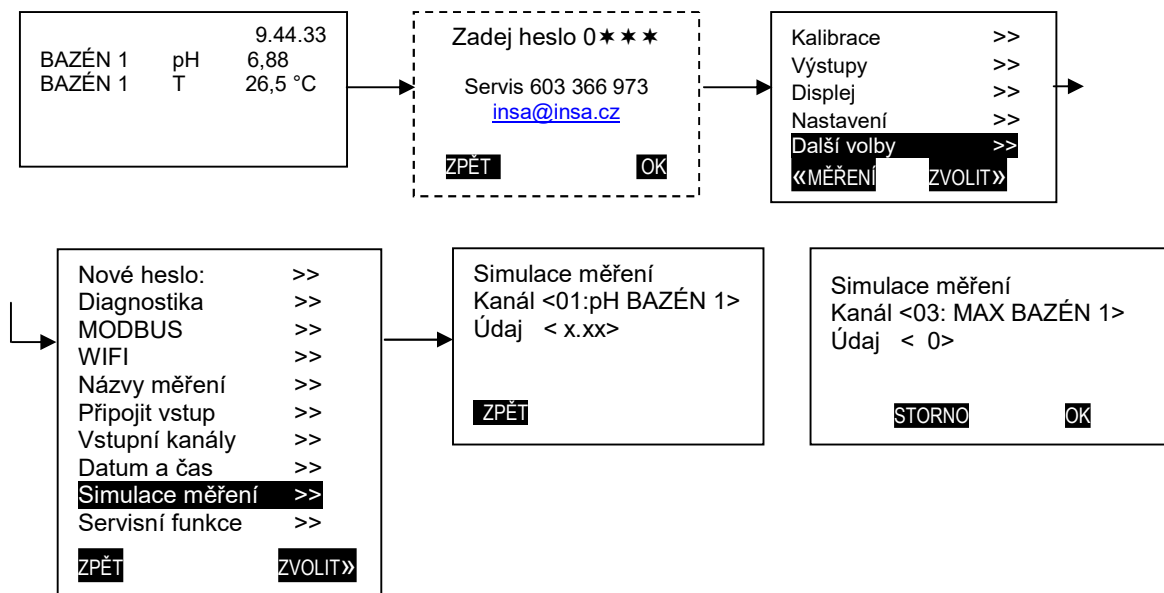 9.44.33
BAZÉN 1 pH 6,88
BAZÉN 1 T 26,5 °C
Zadej heslo 0✶✶✶
Servis 603 366 973
insa@insa.cz
ZPĚT OK
Kalibrace >>
Výstupy >>
Displej >>
Nastavení >>
Další volby >>
«MĚŘENÍ ZVOLIT»
Nové heslo: >>
Diagnostika >>
MODBUS >>
WIFI >>
Názvy měření >>
Připojit vstup >>
Vstupní kanály >>
Datum a čas >>
Simulace měření >>
Servisní funkce >>
ZPĚT ZVOLIT»
Simulace měření
Kanál <01:pH BAZÉN 1>
Údaj < x.xx>
ZPĚT
Simulace měření
Kanál <03: MAX BAZÉN 1>
Údaj < 0>
STORNO OK